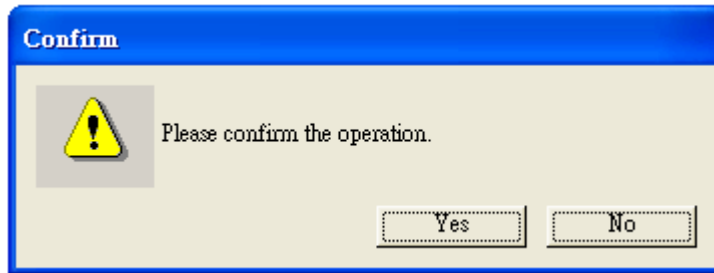 Confirm
Please confirm the operation.
Yes No